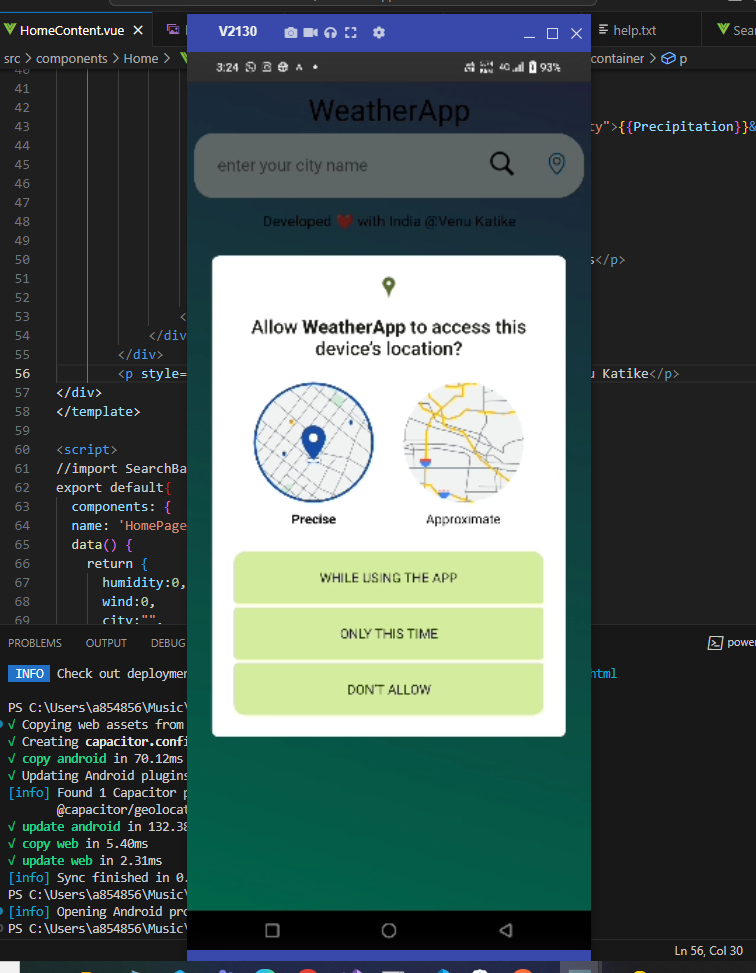 HomeContent.vue
V2130
help.txt
src > components > Home >
container > p
3:24
4G
93%
WeatherApp
enter your city name
Developed ❤ with India @Venu Katike
Allow WeatherApp to access this
device's location?
Precise
Approximate
WHILE USING THE APP
ONLY THIS TIME
DON'T ALLOW
41
42
43
ty">{{Precipitation}}&
44
45
46
47
48
49
50
s</p>
51
52
53
<
54
</div
55
</div>
56
<p style=
u Katike</p>
57
</div>
58
</template>
59
60
<script>
61
//import SearchBa
62
export default{
63
components: {
64
name: 'HomePage
65
data() {
66
return {
67
humidity:0,
68
wind:0,
69
city:"",
PROBLEMS
OUTPUT
DEBUG
power
INFO Check out deploymen
html
PS C:\Users\a854856\Music\
√ Copying web assets from
√ Creating capacitor.confi
√ copy android in 70.12ms
√ Updating Android plugins
[info] Found 1 Capacitor p
@capacitor/geolocat
√ update android in 132.38
√ copy web in 5.40ms
√ update web in 2.31ms
[info] Sync finished in 0.
PS C:\Users\a854856\Music\
[info] Opening Android pro
PS C:\Users\a854856\Music\
Ln 56, Col 30